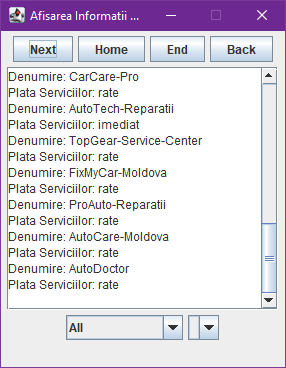 Afisarea Informatii ...
Next Home End Back
Denumire: CarCare-Pro
Plata Serviciilor: rate
Denumire: AutoTech-Reparatii
Plata Serviciilor: imediat
Denumire: TopGear-Service-Center
Plata Serviciilor: rate
Denumire: FixMyCar-Moldova
Plata Serviciilor: rate
Denumire: ProAuto-Reparatii
Plata Serviciilor: rate
Denumire: AutoCare-Moldova
Plata Serviciilor: rate
Denumire: AutoDoctor
Plata Serviciilor: rate
All